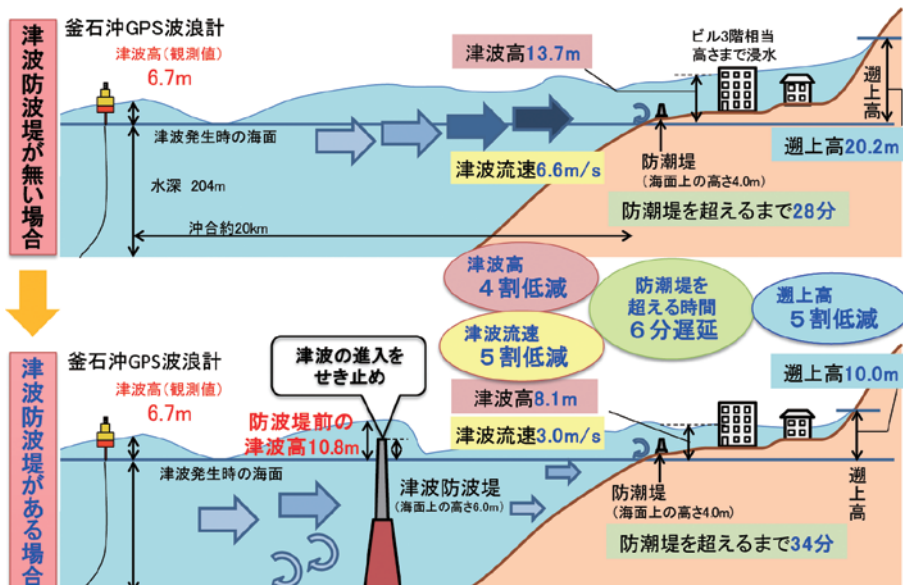 津波防波堤が無い場合
釜石沖GPS波浪計
津波高(観測値)
6.7m
津波発生時の海面
水深 204m
沖合約20km
津波高13.7m
ビル3階相当
高さまで浸水
津波流速6.6m/s
防潮堤
(海面上の高さ4.0m)
遡上高
遡上高20.2m
防潮堤を超えるまで28分
津波高
4割低減
津波流速
5割低減
防潮堤を
超える時間
6分遅延
遡上高
5割低減
津波防波堤がある場合
釜石沖GPS波浪計
津波高(観測値)
6.7m
津波発生時の海面
津波の進入を
せき止め
防波堤前の
津波高10.8m
津波防波堤
(海面上の高さ6.0m)
津波高8.1m
津波流速3.0m/s
防潮堤
(海面上の高さ4.0m)
遡上高10.0m
遡上高
防潮堤を超えるまで34分